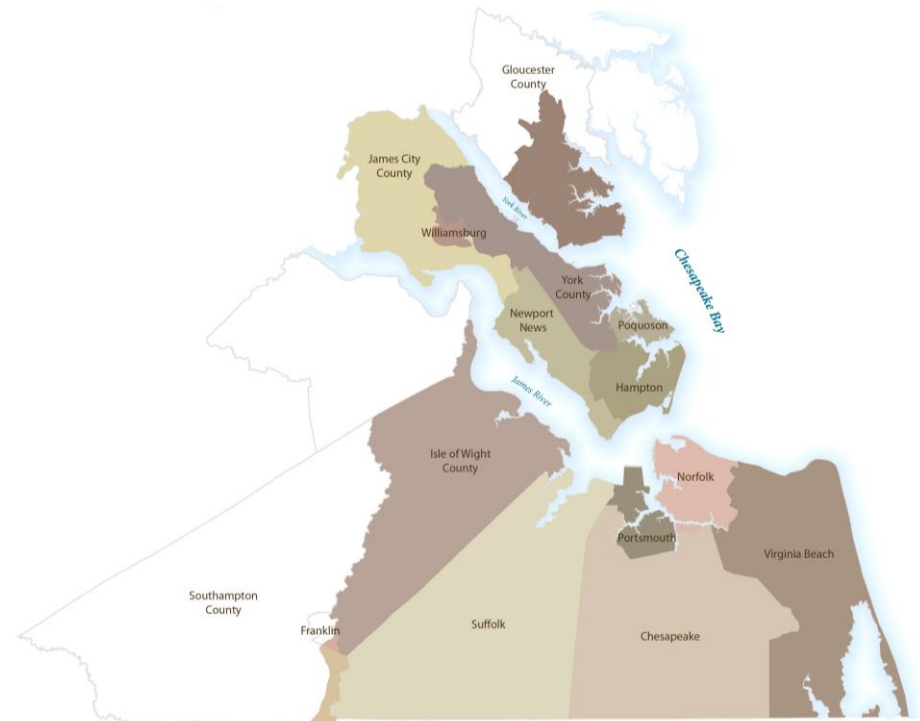 Gloucester
County
James City
County
York River
Williamsburg
Chesapeake Bay
York
County
Newport
News
Poquoson
James River
Hampton
Isle of Wight
County
Norfolk
Portsmouth
Virginia Beach
Southampton
County
Franklin
Suffolk
Chesapeake